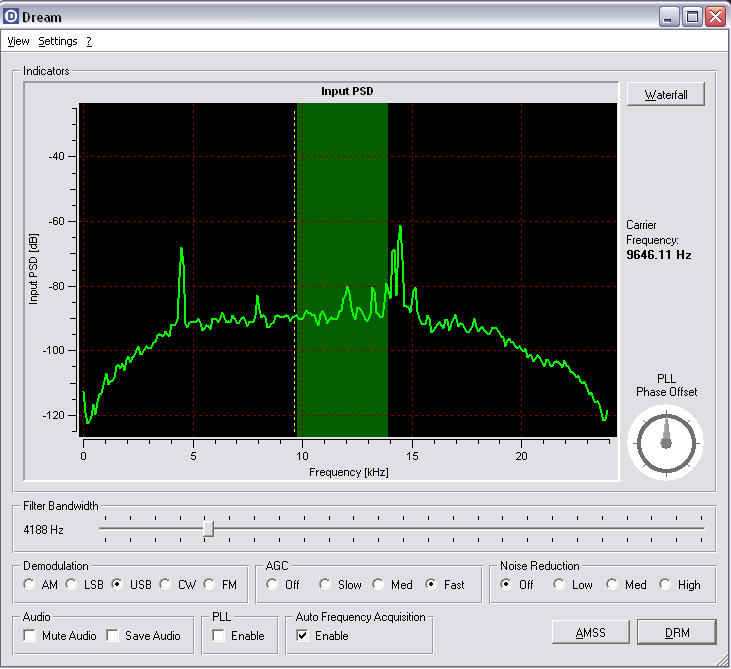 D Dream
View Settings ?
Indicators
Input PSD
Waterfall
-40
-60
-80
-100
-120
Input PSD [dB]
0 5 10 15 20
Frequency [kHz]
Carrier
Frequency:
9646.11 Hz
PLL
Phase Offset
Filter Bandwidth
4188 Hz
Demodulation
AM LSB USB CW FM
AGC
Off Slow Med Fast
Noise Reduction
Off Low Med High
Audio
Mute Audio Save Audio
PLL
Enable
Auto Frequency Acquisition
Enable
AMSS DRM